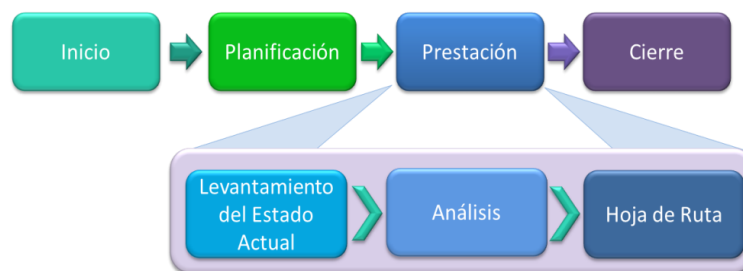 Inicio
Planificación
Prestación
Cierre
Levantamiento
del Estado
Actual
Análisis
Hoja de Ruta